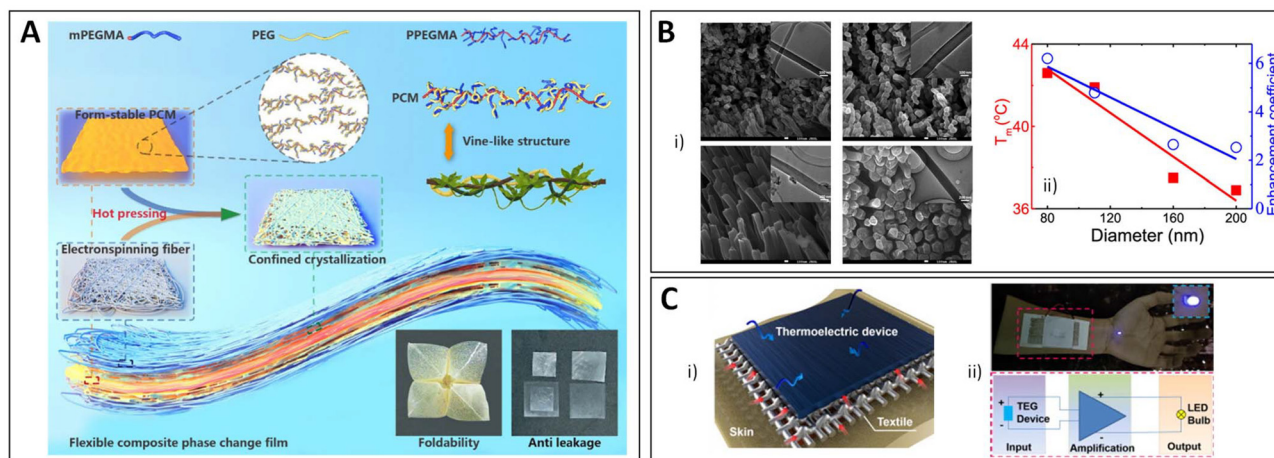 A
mPEGMA
PEG
PPEGMA
Form-stable PCM
PCM
Vine-like structure
Hot pressing
Electronspinning fiber
Confined crystallization
Flexible composite phase change film
Foldability
Anti leakage
B
i)
ii)
44
40
36
Tm (°C)
80
120
160
200
Diameter (nm)
6
4
2
0
Enhancement coefficient
C
i)
Thermoelectric device
Skin
Textile
ii)
+
TEG
Device
-
+
-
LED
Bulb
Input
Amplification
Output